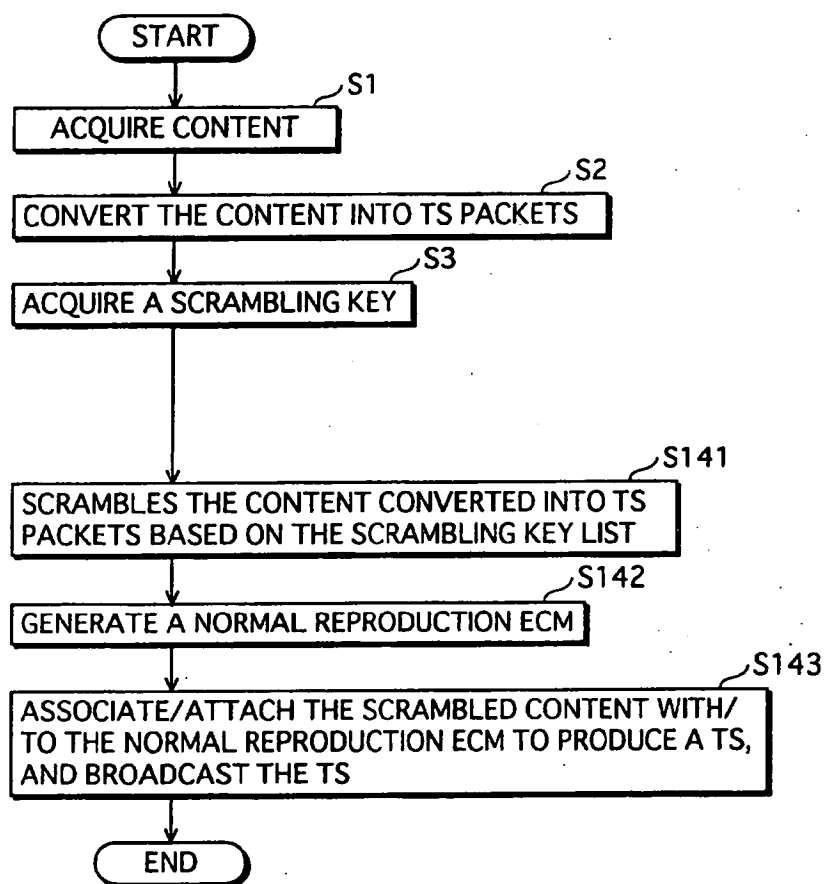 START
S1
ACQUIRE CONTENT
S2
CONVERT THE CONTENT INTO TS PACKETS
S3
ACQUIRE A SCRAMBLING KEY
S141
SCRAMBLES THE CONTENT CONVERTED INTO TS
PACKETS BASED ON THE SCRAMBLING KEY LIST
S142
GENERATE A NORMAL REPRODUCTION ECM
S143
ASSOCIATE/ATTACH THE SCRAMBLED CONTENT WITH/
TO THE NORMAL REPRODUCTION ECM TO PRODUCE A TS,
AND BROADCAST THE TS
END